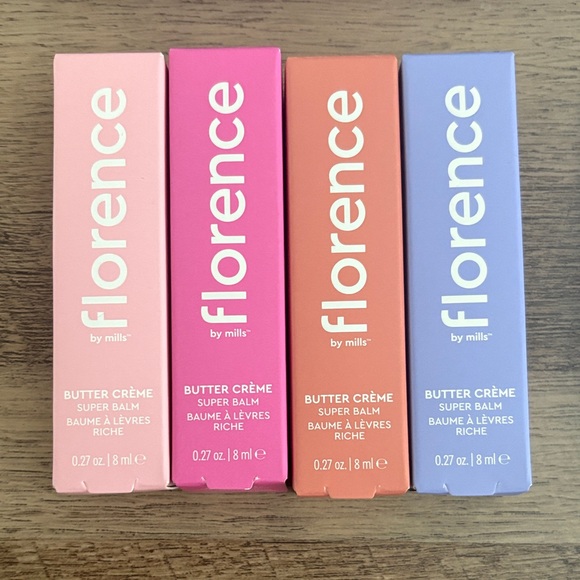 florence
by mills™
BUTTER CRÈME
SUPER BALM
BAUME À LÈVRES
RICHE
0.27 oz. | 8 ml ℮
florence
by mills™
BUTTER CRÈME
SUPER BALM
BAUME À LÈVRES
RICHE
0.27 oz. | 8 ml ℮
florence
by mills™
BUTTER CRÈME
SUPER BALM
BAUME À LÈVRES
RICHE
0.27 oz. | 8 ml ℮
florence
by mills™
BUTTER CRÈME
SUPER BALM
BAUME À LÈVRES
RICHE
0.27 oz. | 8 ml ℮